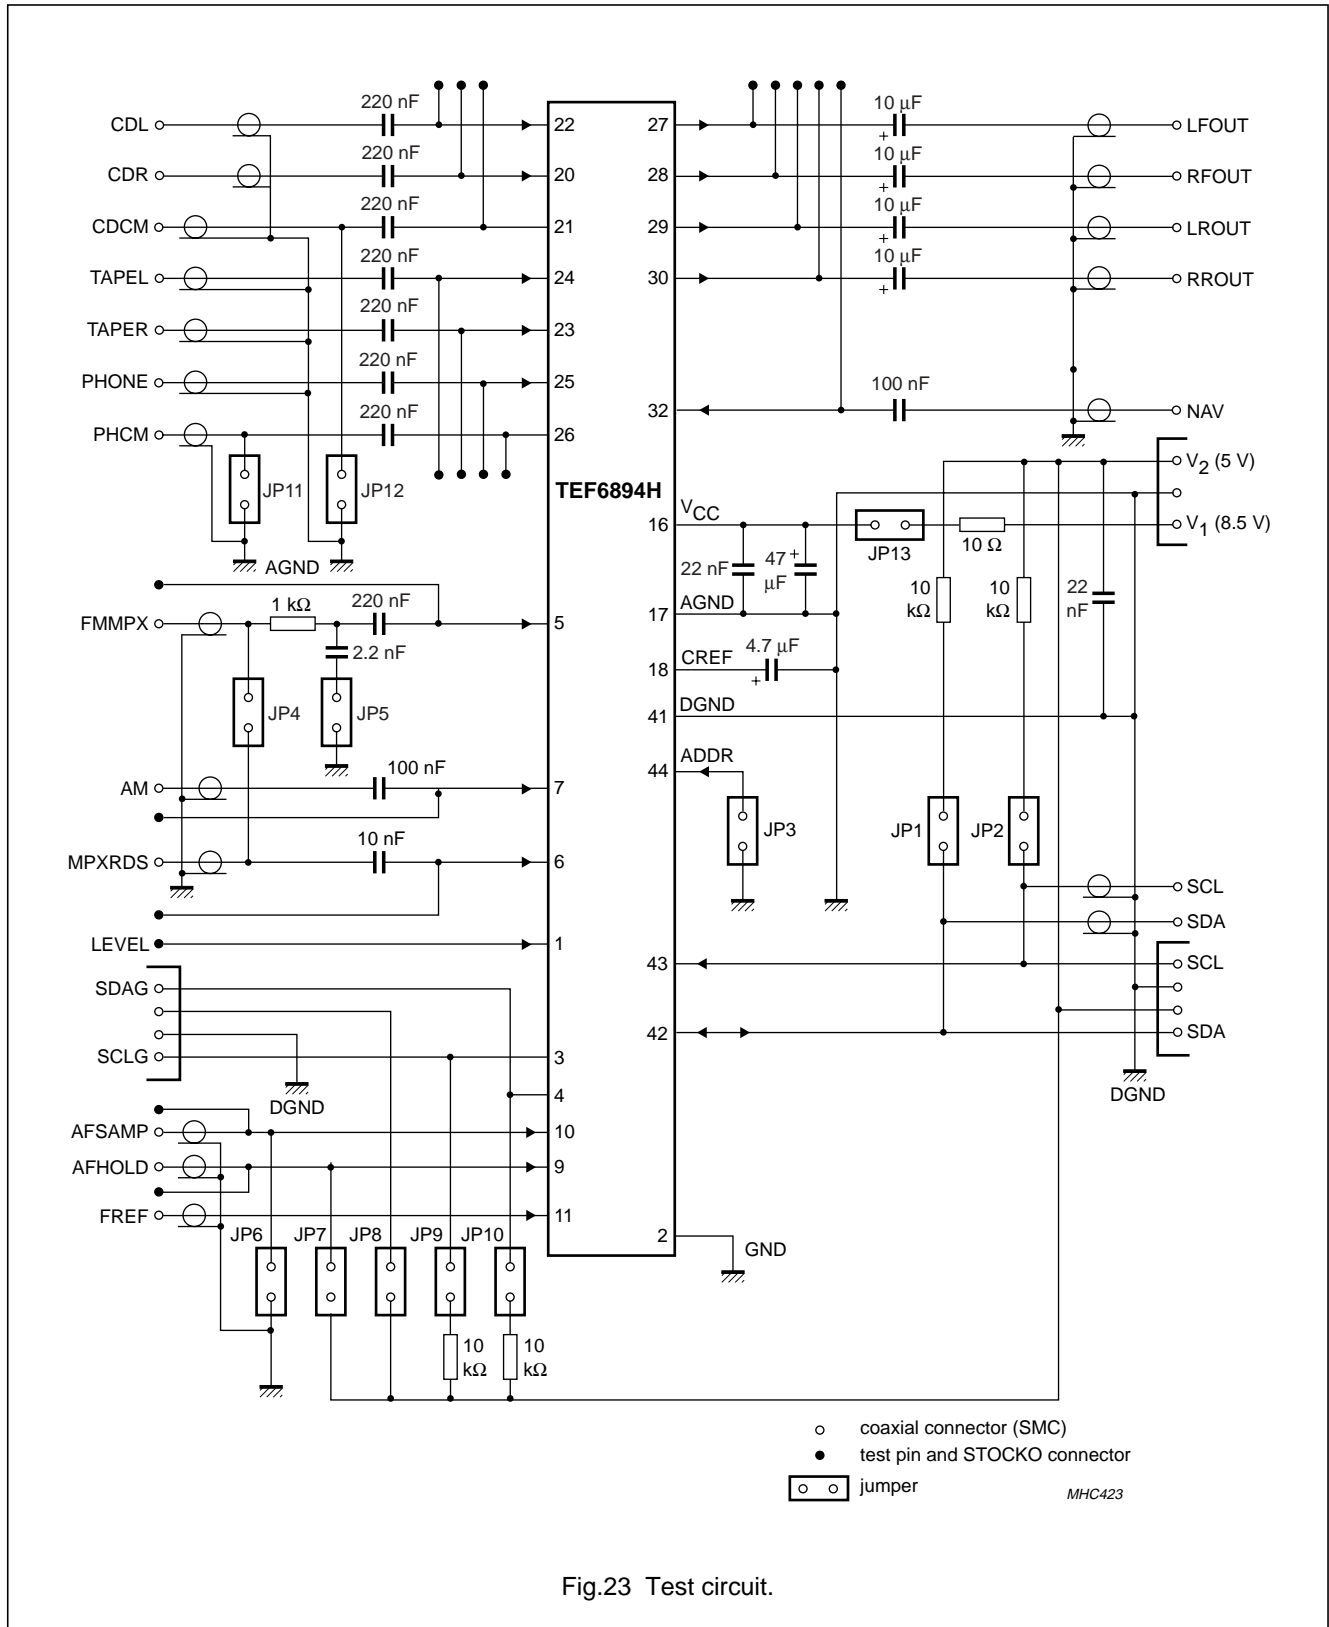 220 nF
10 μF
CDL
22
27
LFOUT
220 nF
10 μF
CDR
20
28
RFOUT
220 nF
10 μF
CDCM
21
29
LROUT
220 nF
10 μF
TAPEL
24
30
RROUT
220 nF
TAPER
23
220 nF
PHONE
25
100 nF
220 nF
32
NAV
PHCM
26
V2 (5 V)
JP11
JP12
TEF6894H
VCC
16
V1 (8.5 V)
JP13
10 Ω
AGND
22 nF
47 μF
10 kΩ
10 kΩ
22 nF
1 kΩ
220 nF
AGND
FMMPX
5
17
2.2 nF
4.7 μF
CREF
18
JP4
JP5
DGND
41
ADDR
44
100 nF
AM
7
JP3
JP1
JP2
10 nF
MPXRDS
6
SCL
SDA
LEVEL
1
43
SCL
SDAG
42
SDA
SCLG
3
DGND
4
DGND
AFSAMP
10
AFHOLD
9
FREF
11
JP6
JP7
JP8
JP9
JP10
2
GND
10 kΩ
10 kΩ
coaxial connector (SMC)
test pin and STOCKO connector
jumper
MHC423
Fig.23 Test circuit.